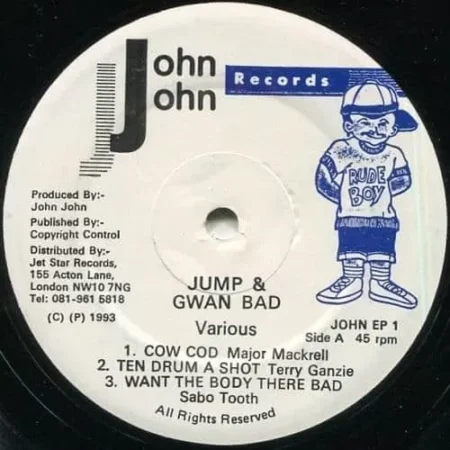 John
John
Records
RUDE
BOY
Produced By:-
John John
Published By:-
Copyright Control
Distributed By:-
Jet Star Records,
155 Acton Lane,
London NW10 7NG
Tel: 081-961 5818
(C) (P) 1993
JUMP &
GWAN BAD
Various
JOHN EP 1
Side A 45 rpm
1. COW COD Major Mackrell
2. TEN DRUM A SHOT Terry Ganzie
3. WANT THE BODY THERE BAD
Sabo Tooth
All Rights Reserved